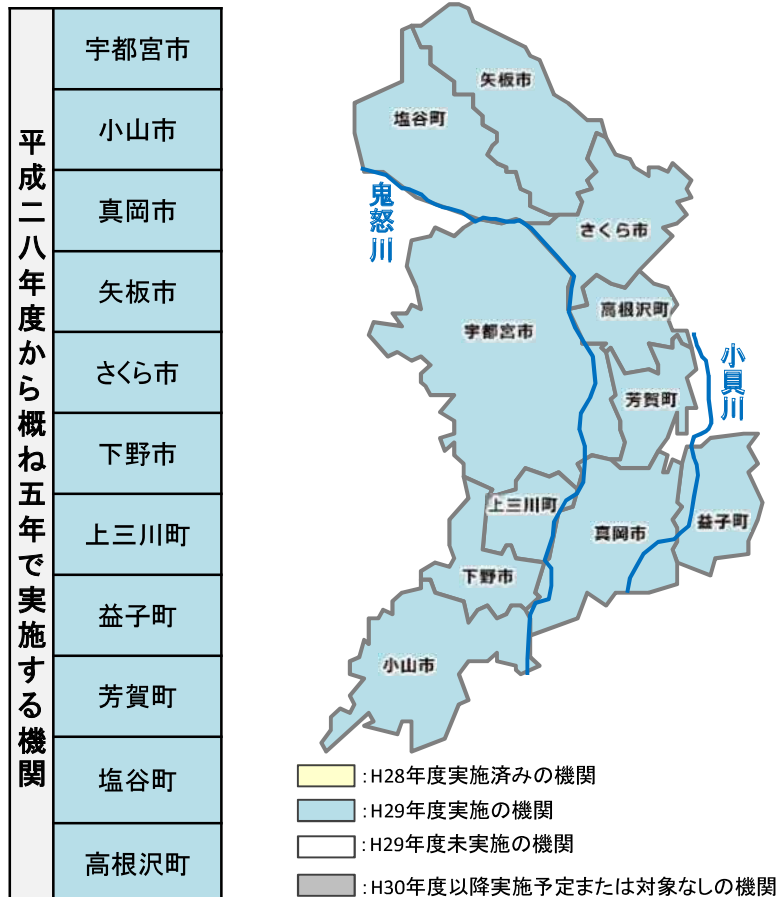 平成二八年度から概ね五年で実施する機関
宇都宮市
小山市
真岡市
矢板市
さくら市
下野市
上三川町
益子町
芳賀町
塩谷町
高根沢町
矢板市
塩谷町
鬼怒川
さくら市
高根沢町
宇都宮市
小貝川
芳賀町
上三川町
真岡市
益子町
下野市
小山市
:H28年度実施済みの機関
:H29年度実施の機関
:H29年度未実施の機関
:H30年度以降実施予定または対象なしの機関